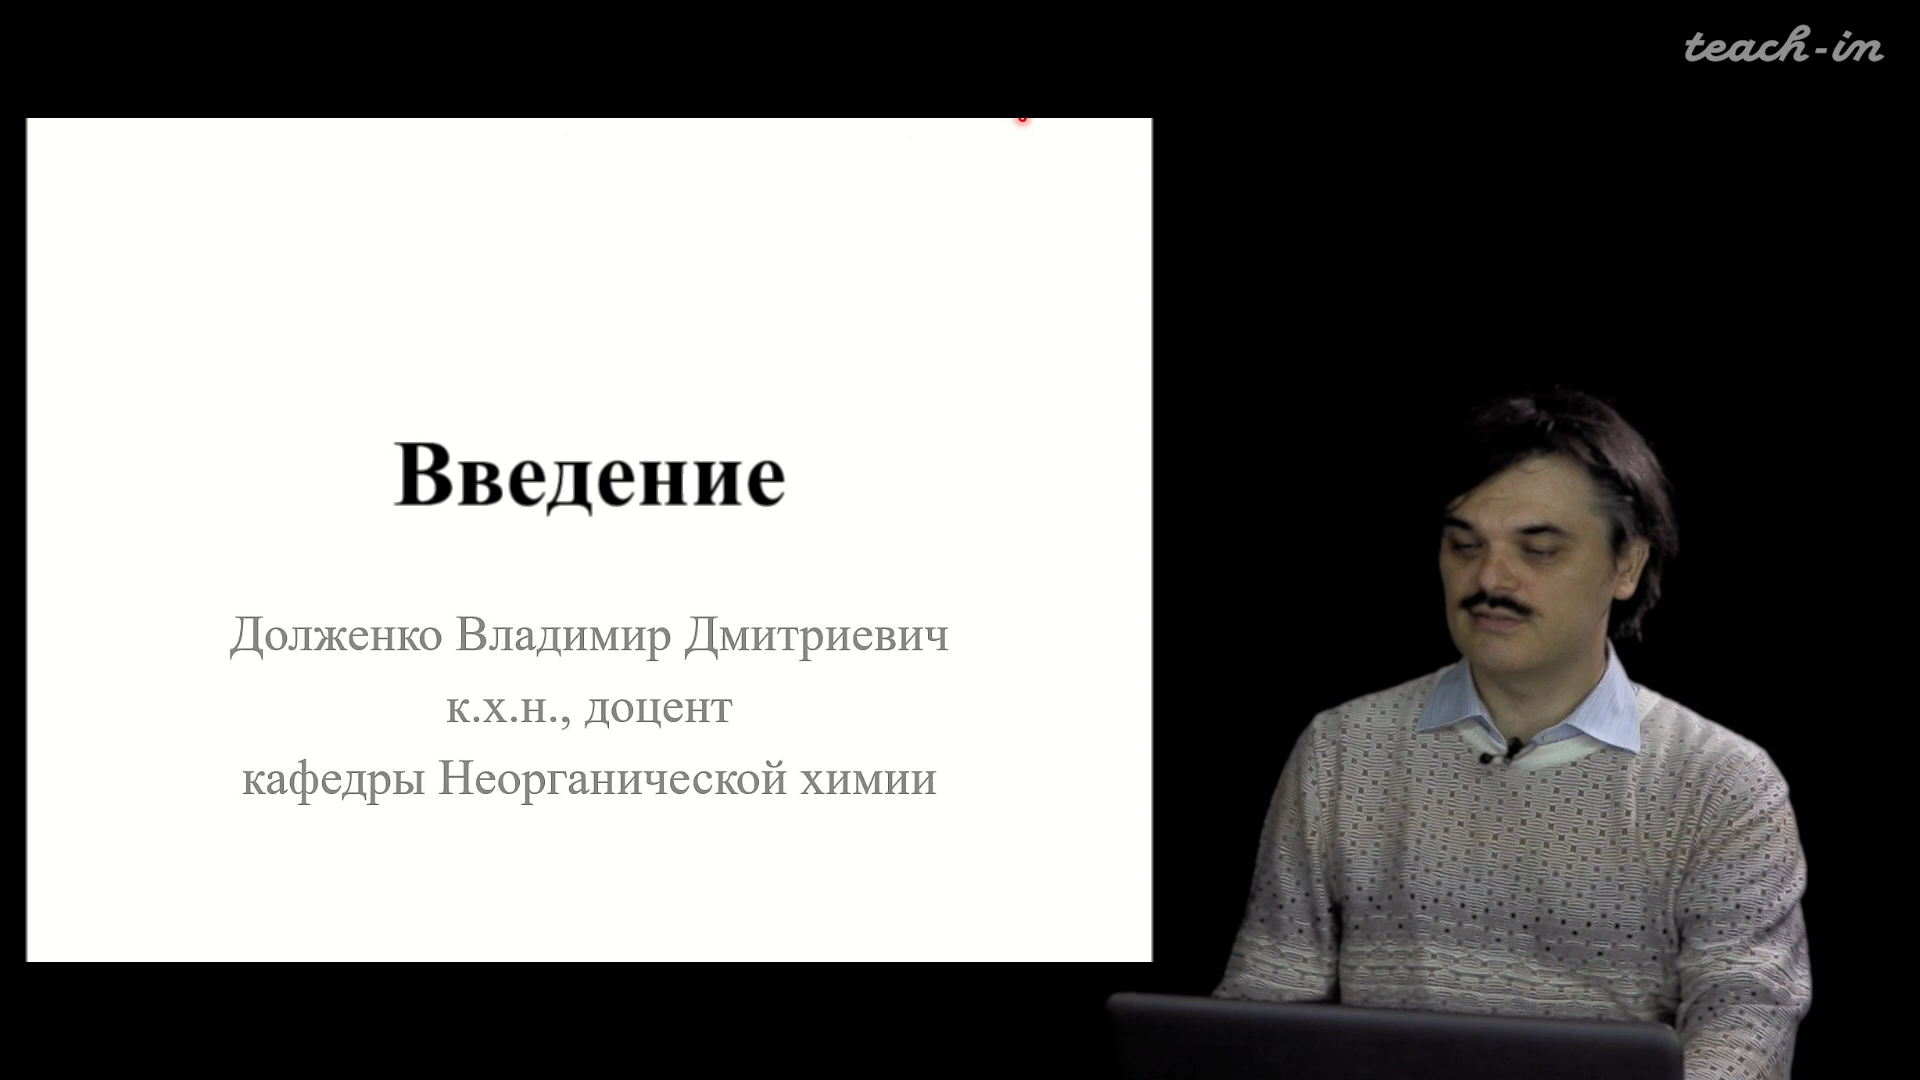 teach-in
Введение
Долженко Владимир Дмитриевич
к.х.н., доцент
кафедры Неорганической химии